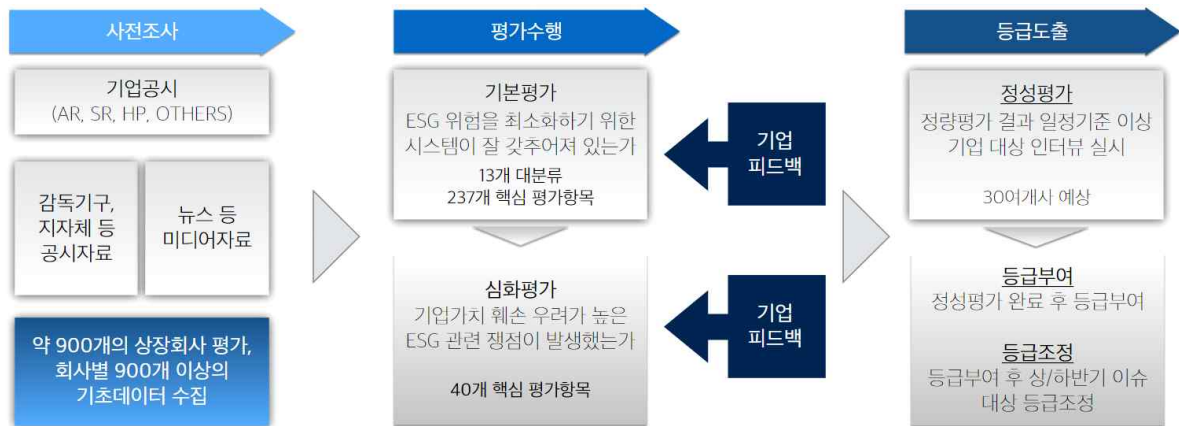 사전조사
기업공시
(AR, SR, HP, OTHERS)
감독기구,
지자체 등
공시자료
뉴스 등
미디어자료
약 900개의 상장회사 평가,
회사별 900개 이상의
기초데이터 수집
평가수행
기본평가
ESG 위험을 최소화하기 위한
시스템이 잘 갖추어져 있는가
13개 대분류
237개 핵심 평가항목
기업
피드백
심화평가
기업가치 훼손 우려가 높은
ESG 관련 쟁점이 발생했는가
40개 핵심 평가항목
기업
피드백
등급도출
정성평가
정량평가 결과 일정기준 이상
기업 대상 인터뷰 실시
30여개사 예상
등급부여
정성평가 완료 후 등급부여
등급조정
등급부여 후 상/하반기 이슈
대상 등급조정